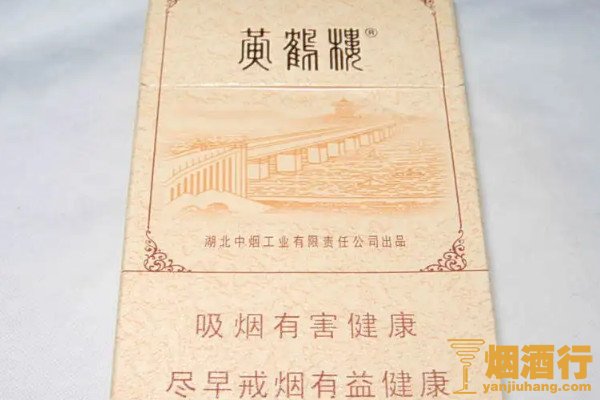 黄鹤楼®
湖北中烟工业有限责任公司出品
吸烟有害健康
尽早戒烟有益健康
烟酒行
yanjiuhang.com